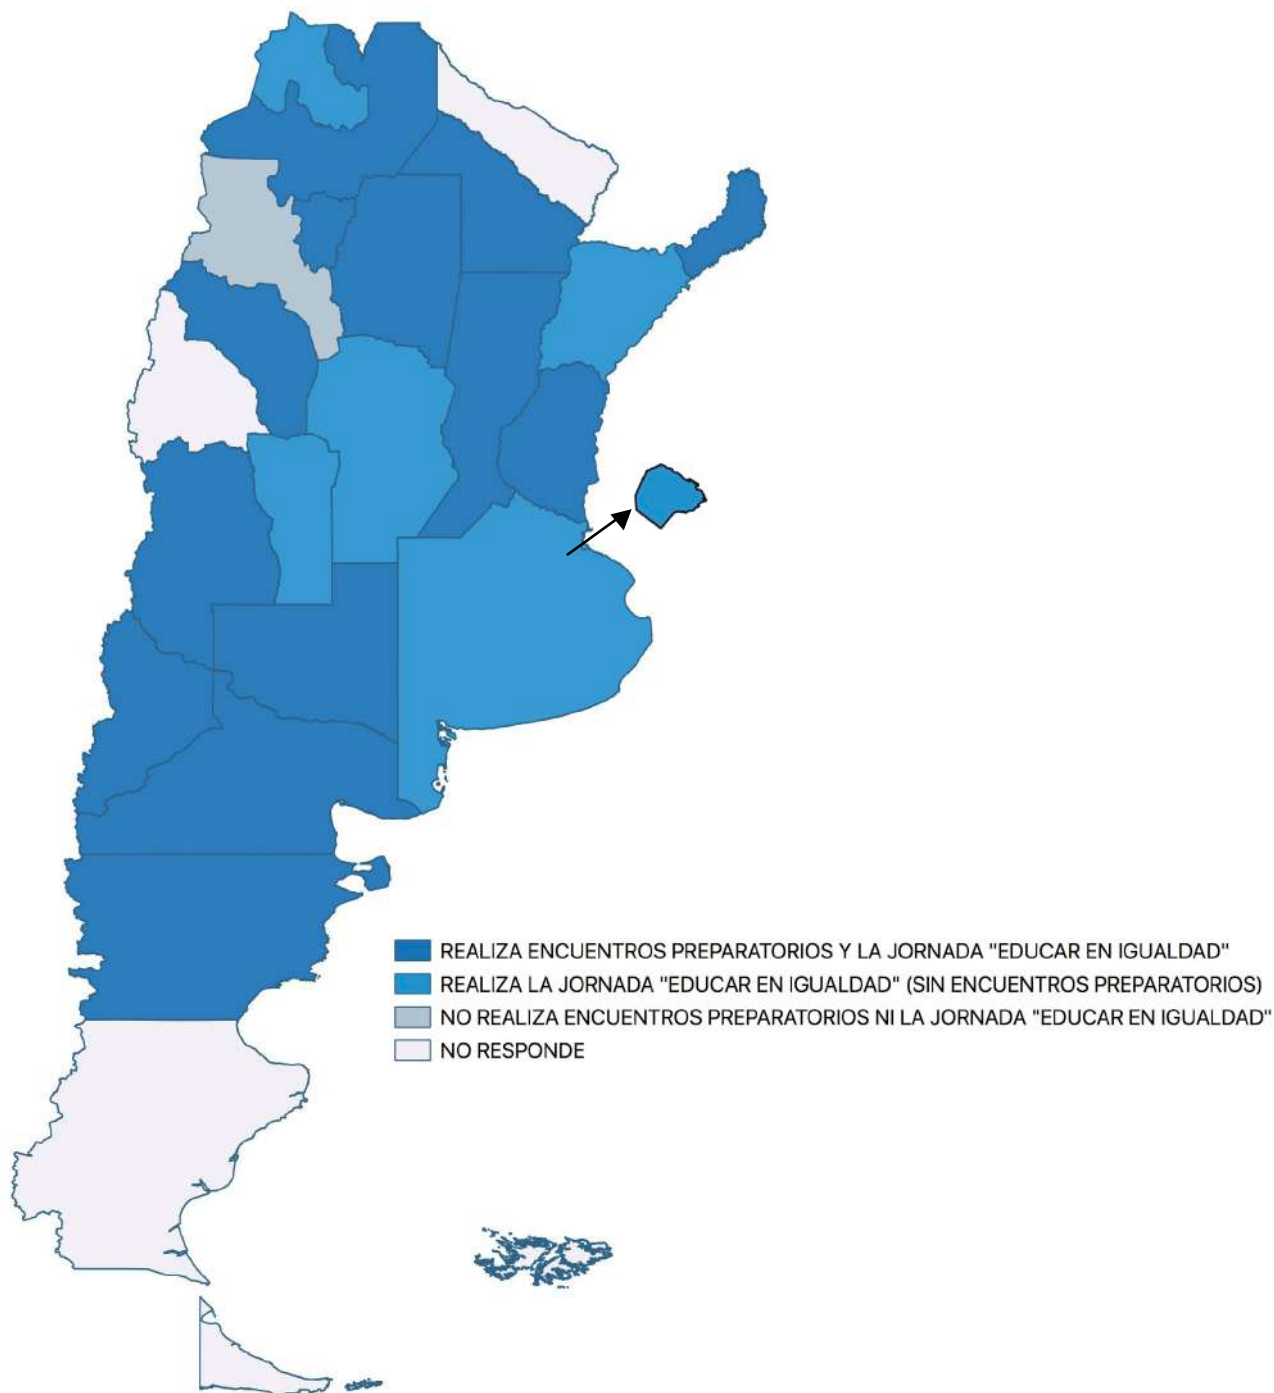 REALIZA ENCUENTROS PREPARATORIOS Y LA JORNADA "EDUCAR EN IGUALDAD"
REALIZA LA JORNADA "EDUCAR EN IGUALDAD" (SIN ENCUENTROS PREPARATORIOS)
NO REALIZA ENCUENTROS PREPARATORIOS NI LA JORNADA "EDUCAR EN IGUALDAD"
NO RESPONDE